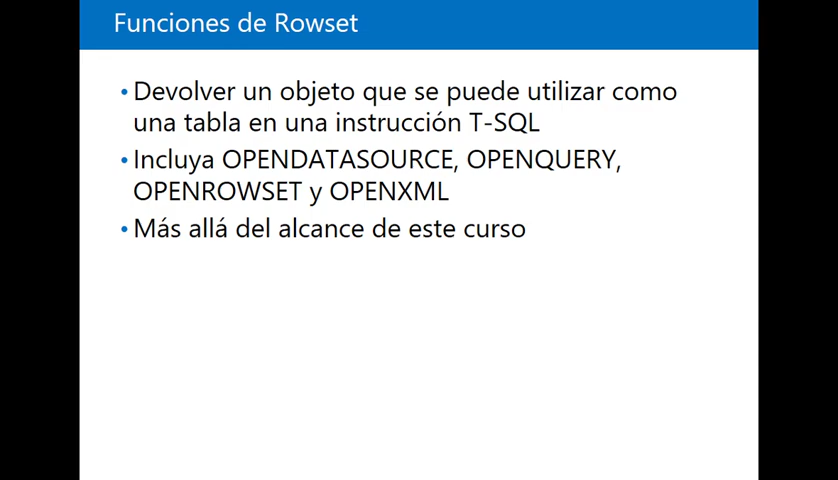 Funciones de Rowset
• Devolver un objeto que se puede utilizar como
una tabla en una instrucción T-SQL
• Incluya OPENDATASOURCE, OPENQUERY,
OPENROWSET y OPENXML
• Más allá del alcance de este curso